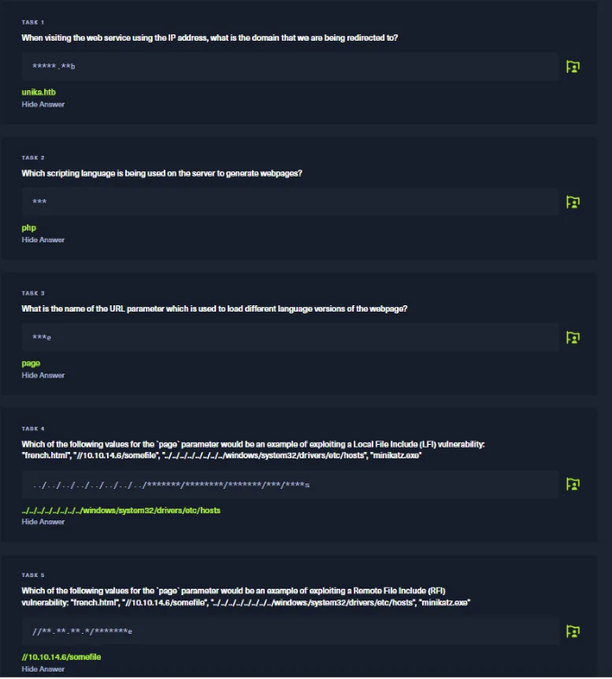 TASK 1
When visiting the web service using the IP address, what is the domain that we are being redirected to?
*****.**b
unika.htb
Hide Answer
TASK 2
Which scripting language is being used on the server to generate webpages?
***
php
Hide Answer
TASK 3
What is the name of the URL parameter which is used to load different language versions of the webpage?
***e
page
Hide Answer
TASK 4
Which of the following values for the `page` parameter would be an example of exploiting a Local File Include (LFI) vulnerability:
"french.html", "//10.10.14.6/somefile", "../../../../../../../../windows/system32/drivers/etc/hosts", "minikatz.exe"
../../../../../../../../*******/********/*******/***/****s
../../../../../../../../windows/system32/drivers/etc/hosts
Hide Answer
TASK 5
Which of the following values for the `page` parameter would be an example of exploiting a Remote File Include (RFI)
vulnerability: "french.html", "//10.10.14.6/somefile", "../../../../../../../../windows/system32/drivers/etc/hosts", "minikatz.exe"
//**.**.**.*/*******e
//10.10.14.6/somefile
Hide Answer